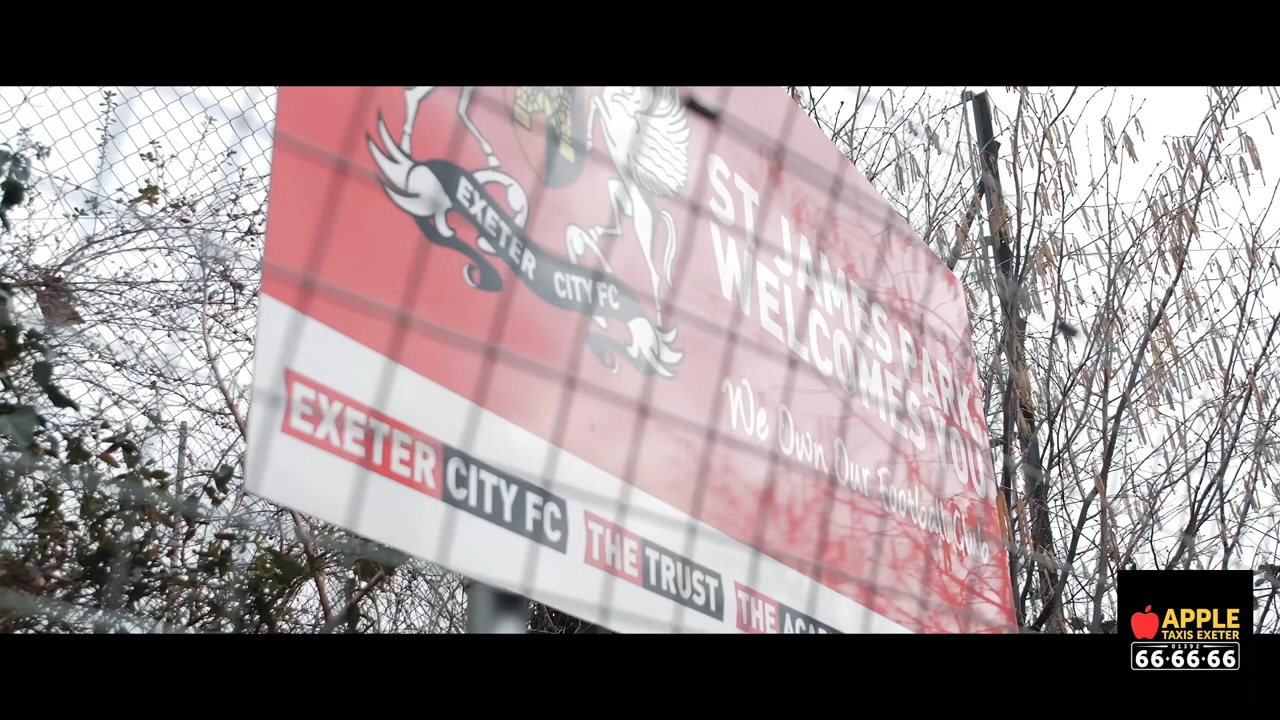 EXETER CITY FC
ST JAMES PARK
WELCOMES YOU
We Own Our Football Club
EXETER CITY FC
THE TRUST
THE
APPLE
TAXIS EXETER
01392
66·66·66